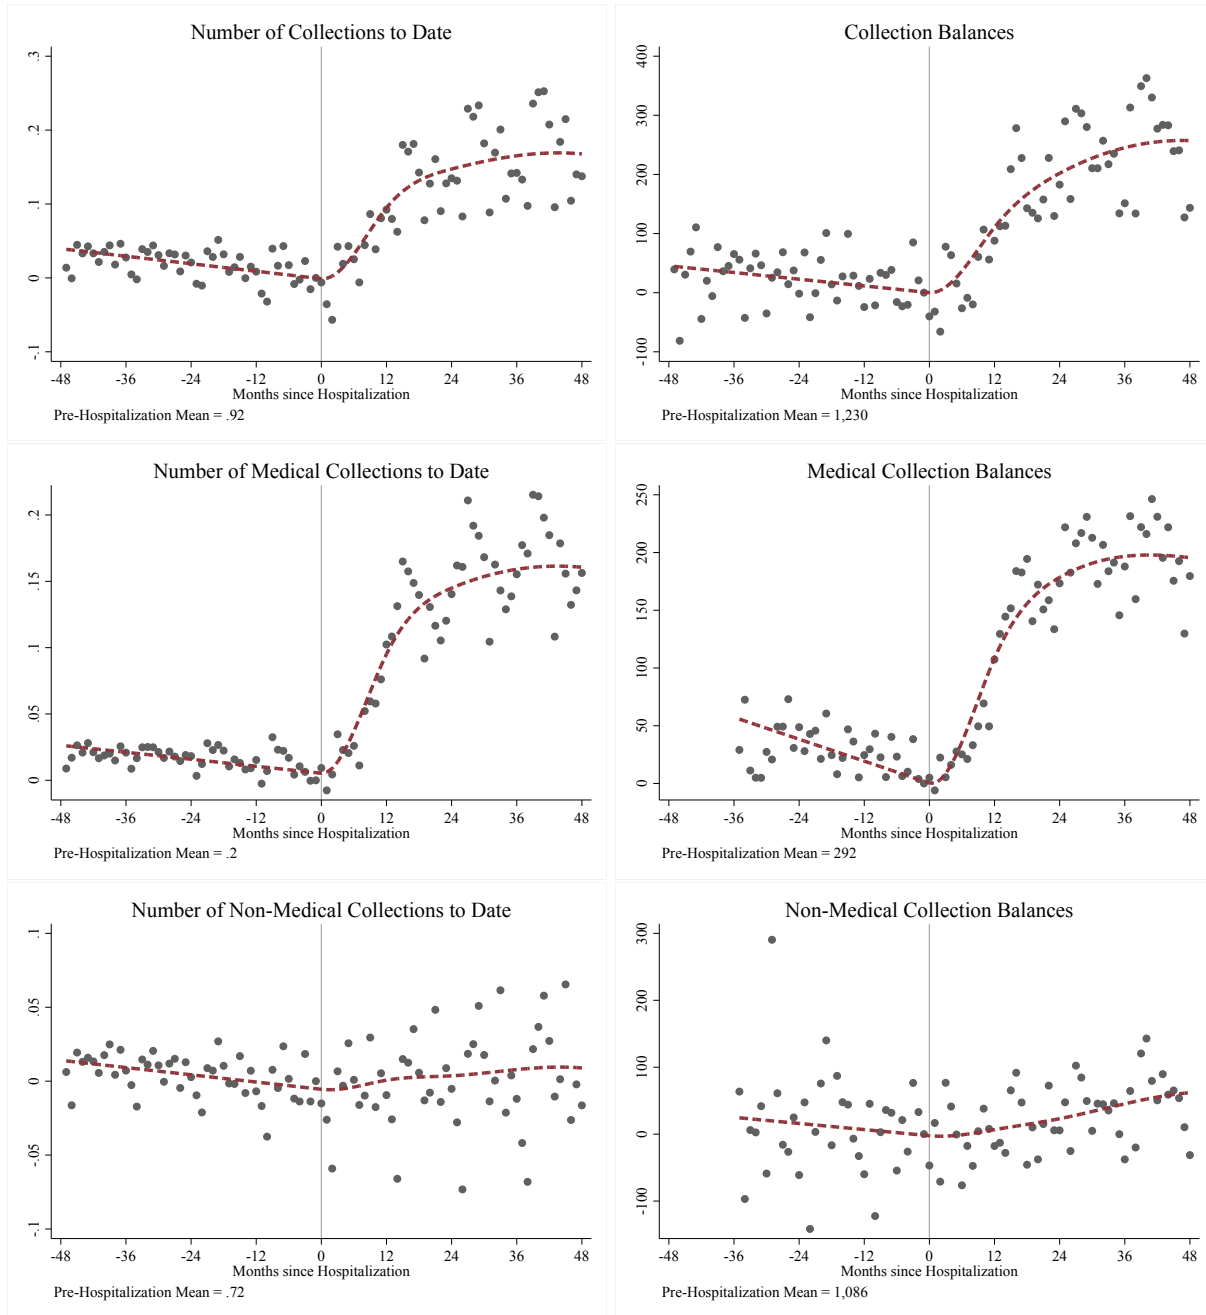 Number of Collections to Date
.3
.2
.1
0
-.1
-48 -36 -24 -12 0 12 24 36 48
Months since Hospitalization
Pre-Hospitalization Mean = .92
Collection Balances
400
300
200
100
0
-100
-48 -36 -24 -12 0 12 24 36 48
Months since Hospitalization
Pre-Hospitalization Mean = 1,230
Number of Medical Collections to Date
.2
.15
.1
.05
0
-48 -36 -24 -12 0 12 24 36 48
Months since Hospitalization
Pre-Hospitalization Mean = .2
Medical Collection Balances
250
200
150
100
50
0
-48 -36 -24 -12 0 12 24 36 48
Months since Hospitalization
Pre-Hospitalization Mean = 292
Number of Non-Medical Collections to Date
.1
.05
0
-.05
-.1
-48 -36 -24 -12 0 12 24 36 48
Months since Hospitalization
Pre-Hospitalization Mean = .72
Non-Medical Collection Balances
300
200
100
0
-100
-48 -36 -24 -12 0 12 24 36 48
Months since Hospitalization
Pre-Hospitalization Mean = 1,086